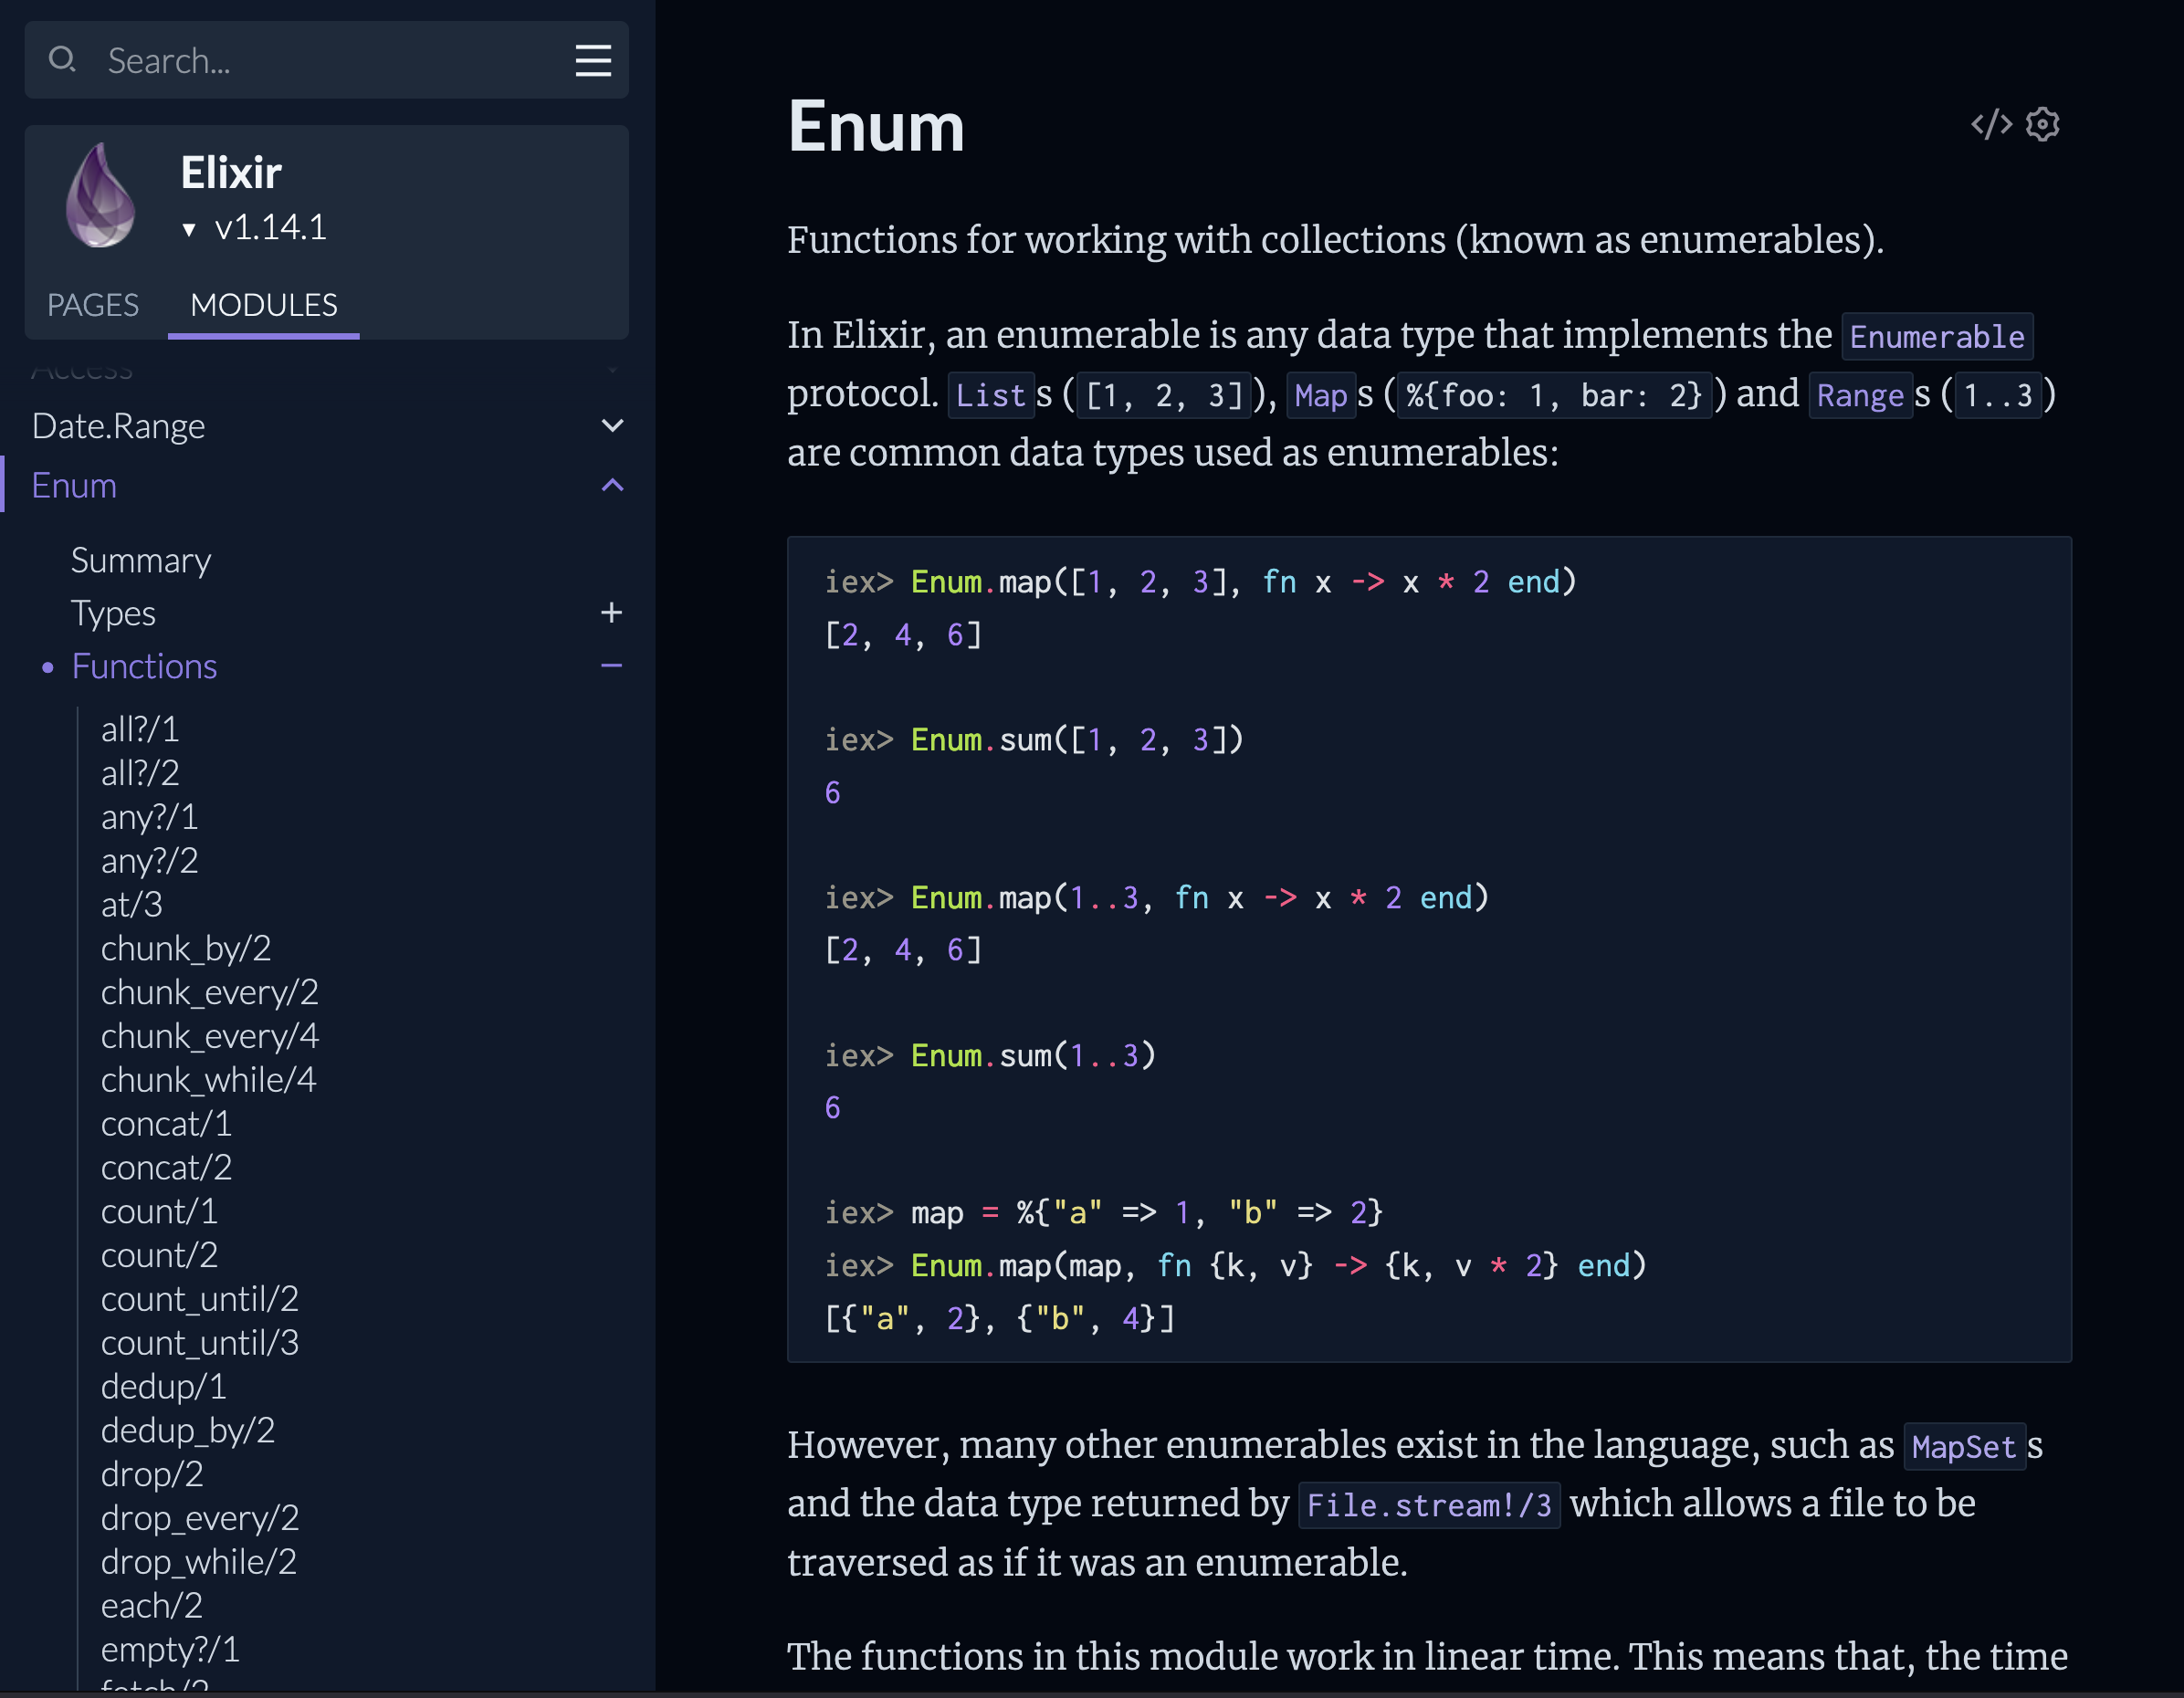 Search...
Elixir
v1.14.1
PAGES MODULES
Access
Date.Range
Enum
Summary
Types
Functions
all?/1
all?/2
any?/1
any?/2
at/3
chunk_by/2
chunk_every/2
chunk_every/4
chunk_while/4
concat/1
concat/2
count/1
count/2
count_until/2
count_until/3
dedup/1
dedup_by/2
drop/2
drop_every/2
drop_while/2
each/2
empty?/1
fetch/2
Enum
Functions for working with collections (known as enumerables).
In Elixir, an enumerable is any data type that implements the Enumerable
protocol. Lists ([1, 2, 3]), Maps (%{foo: 1, bar: 2}) and Ranges (1..3)
are common data types used as enumerables:
iex> Enum.map([1, 2, 3], fn x -> x * 2 end)
[2, 4, 6]
iex> Enum.sum([1, 2, 3])
6
iex> Enum.map(1..3, fn x -> x * 2 end)
[2, 4, 6]
iex> Enum.sum(1..3)
6
iex> map = %{"a" => 1, "b" => 2}
iex> Enum.map(map, fn {k, v} -> {k, v * 2} end)
[{"a", 2}, {"b", 4}]
However, many other enumerables exist in the language, such as MapSets
and the data type returned by File.stream!/3 which allows a file to be
traversed as if it was an enumerable.
The functions in this module work in linear time. This means that, the time